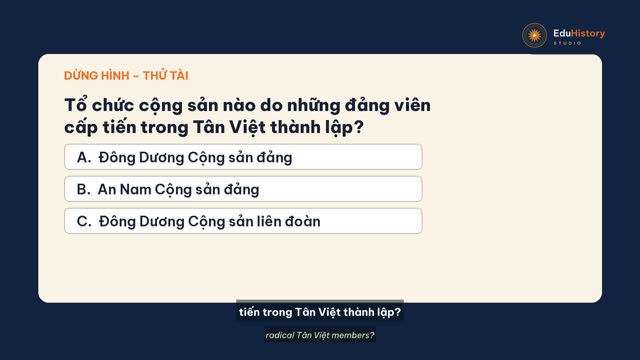 EduHistory
STUDIO
DỪNG HÌNH – THỬ TÀI
Tổ chức cộng sản nào do những đảng viên
cấp tiến trong Tân Việt thành lập?
A. Đông Dương Cộng sản đảng
B. An Nam Cộng sản đảng
C. Đông Dương Cộng sản liên đoàn
tiến trong Tân Việt thành lập?
radical Tân Việt members?